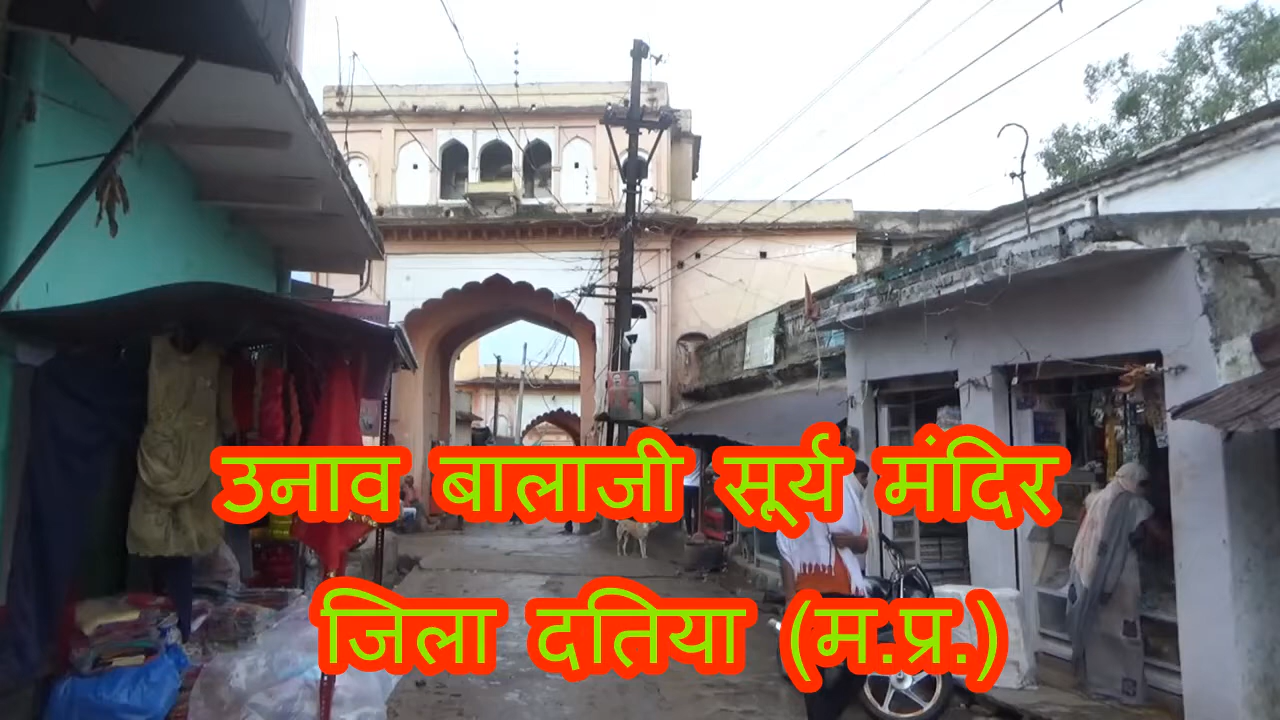 उनाव बालाजी सूर्य मंदिर
जिला दतिया (म.प्र.)